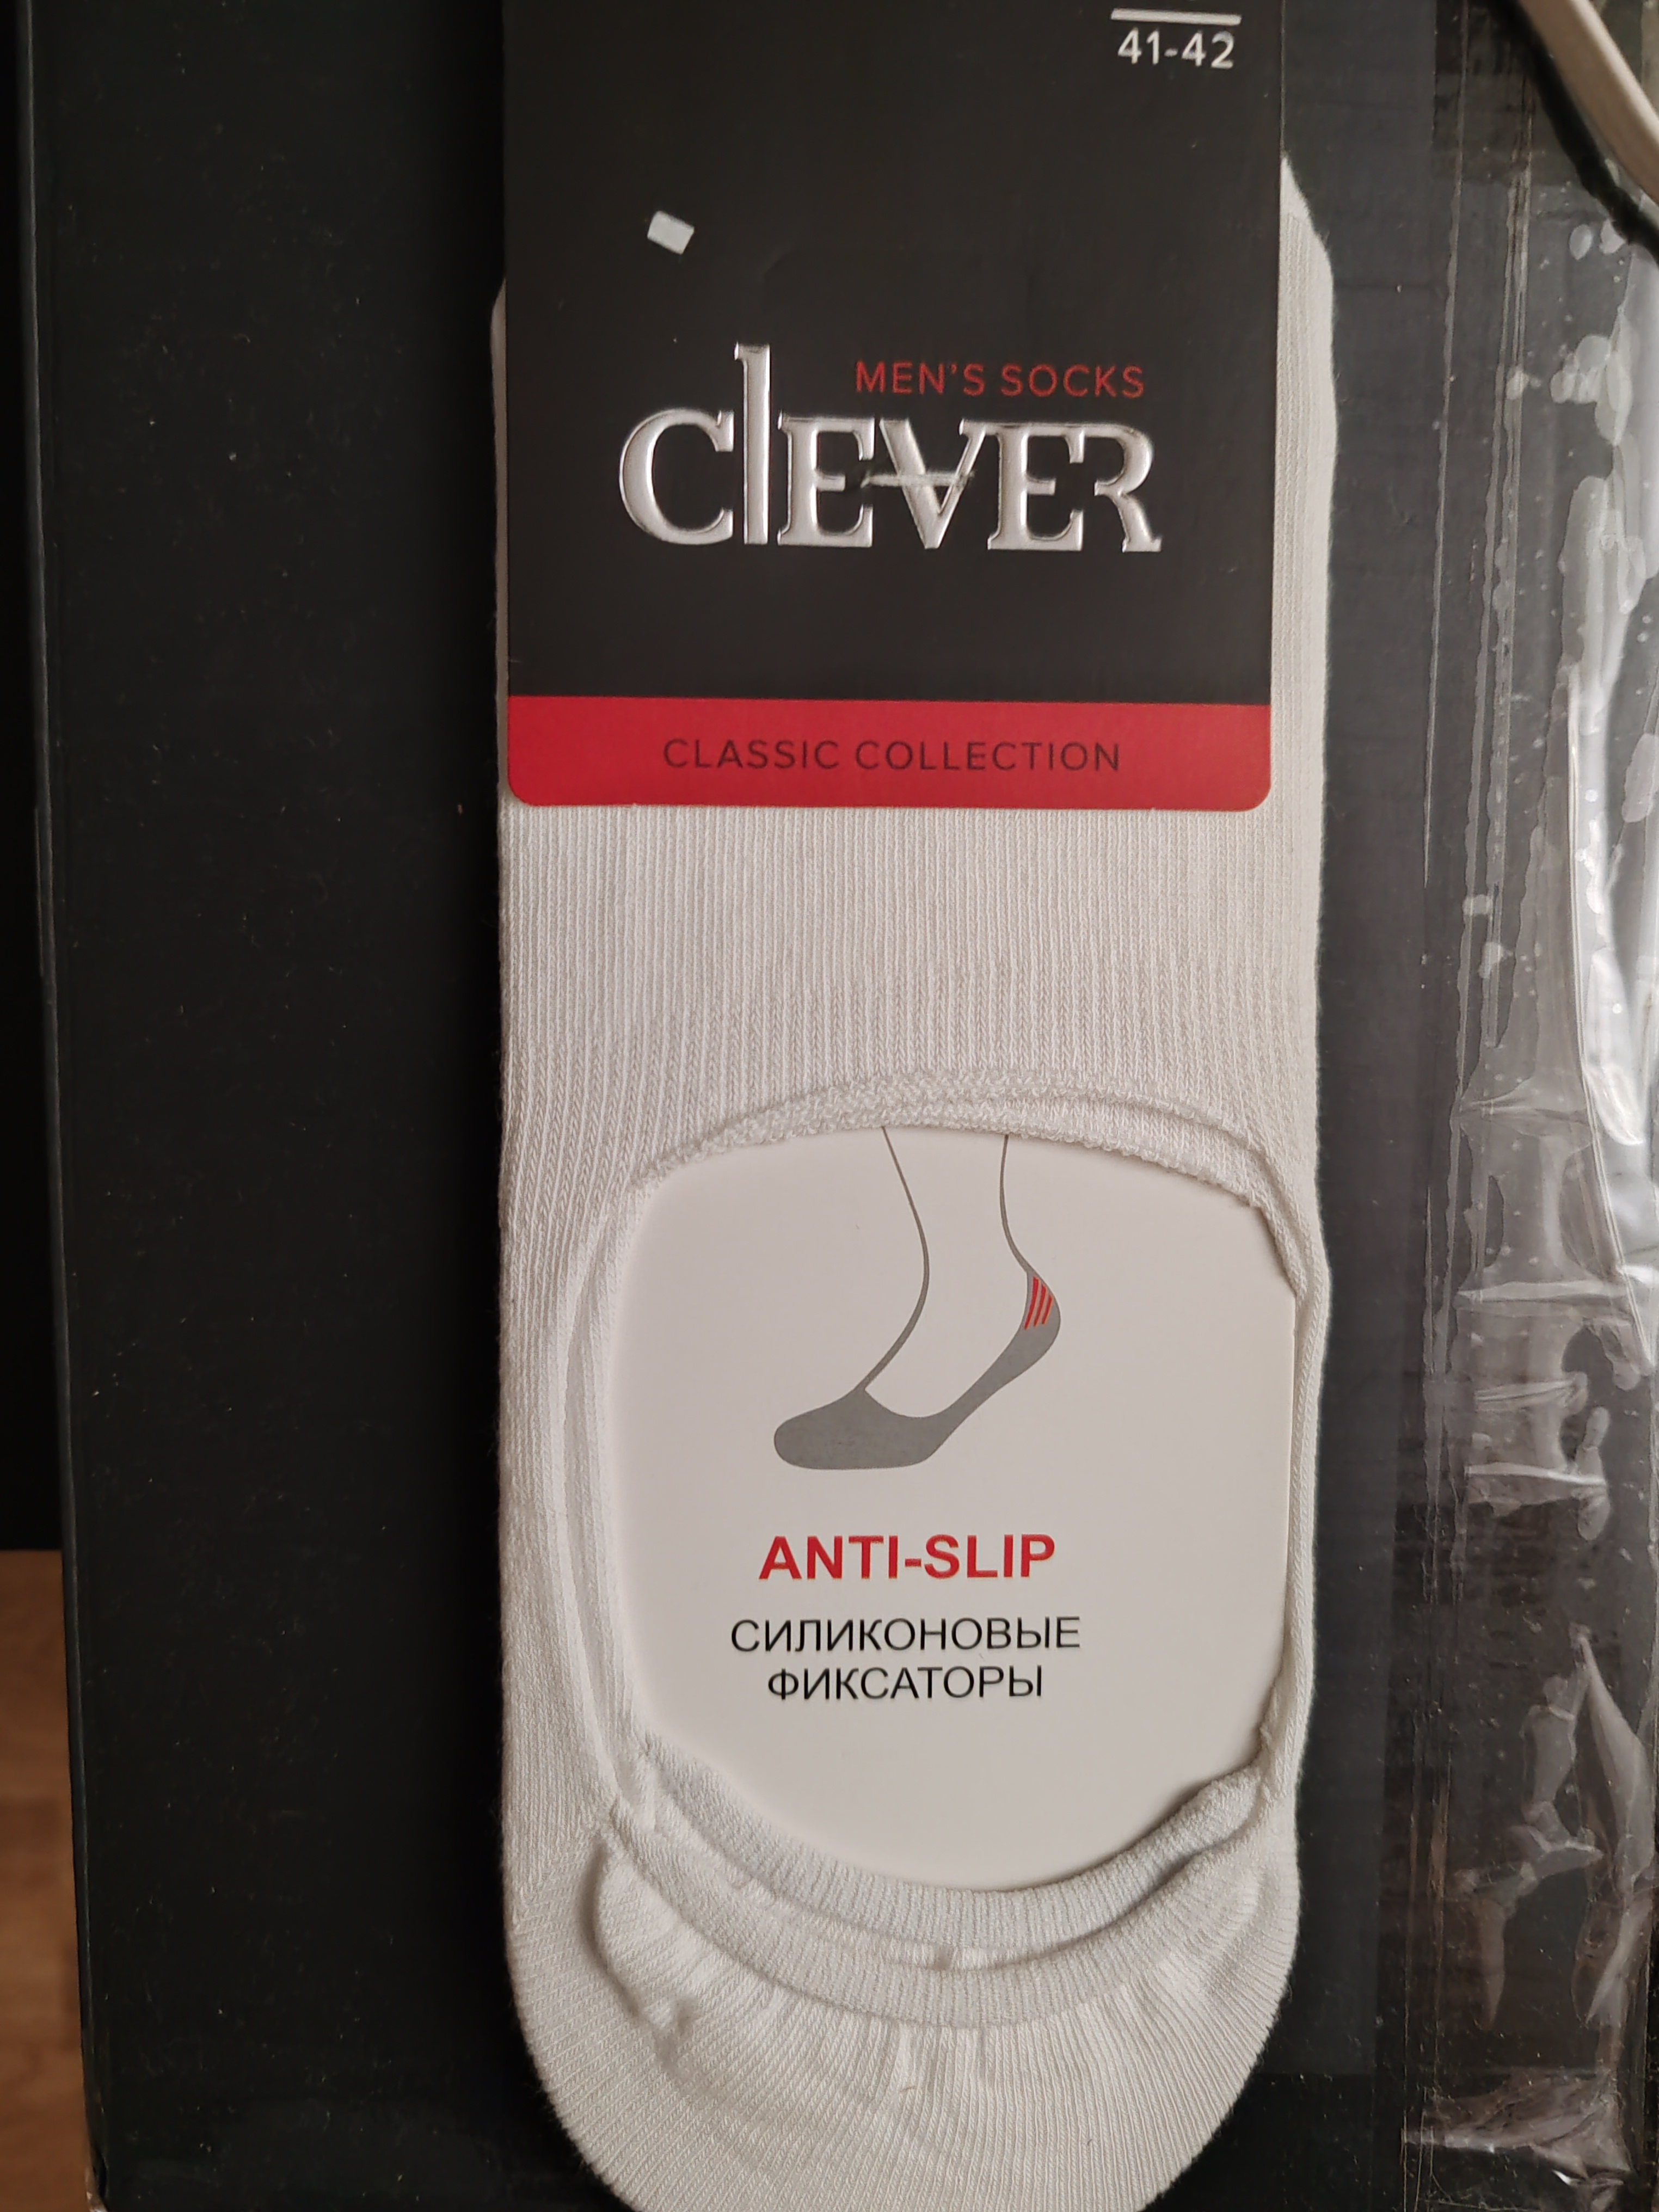 41-42
MEN'S SOCKS
ClEVER
CLASSIC COLLECTION
ANTI-SLIP
СИЛИКОНОВЫЕ
ФИКСАТОРЫ